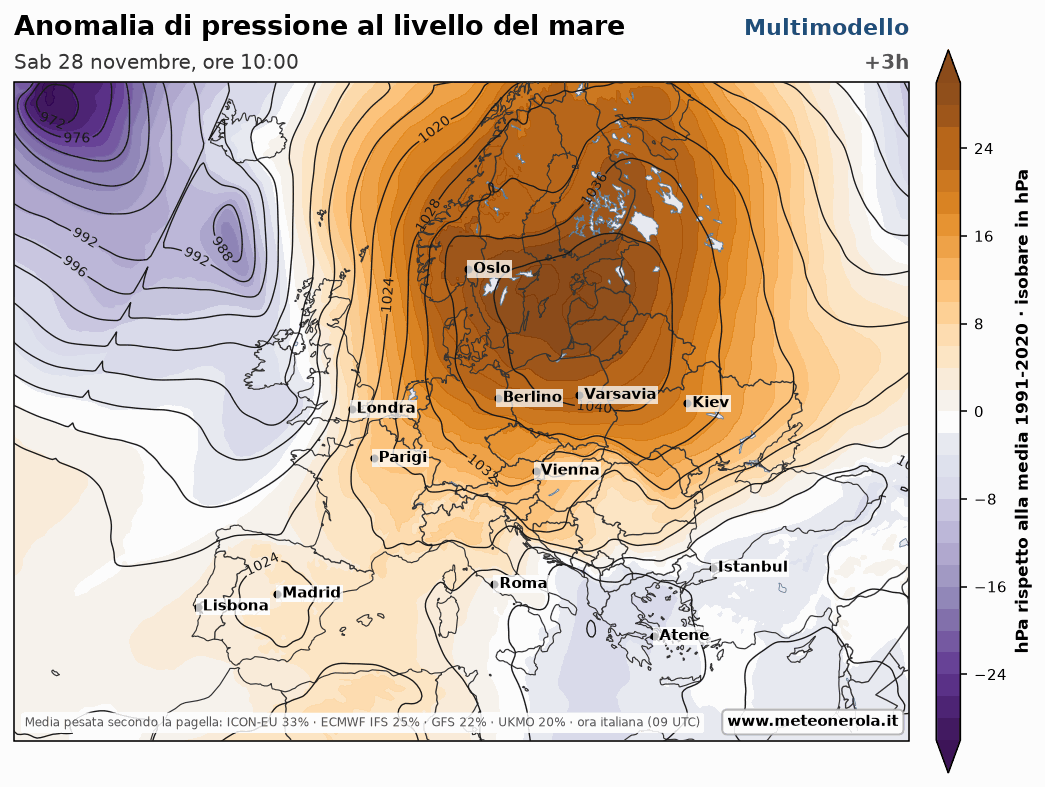 Anomalia di pressione al livello del mare
Multimodello
Sab 28 novembre, ore 10:00
+3h
972
976
1020
1036
1028
992
988
992
996
1024
Oslo
24
16
8
0
−8
−16
−24
hPa rispetto alla media 1991-2020 · isobare in hPa
Berlino
Varsavia
1040
Kiev
Londra
Parigi
Vienna
1024
Istanbul
Roma
Madrid
Lisbona
Atene
Media pesata secondo la pagella: ICON-EU 33% · ECMWF IFS 25% · GFS 22% · UKMO 20% · ora italiana (09 UTC)
www.meteonerola.it